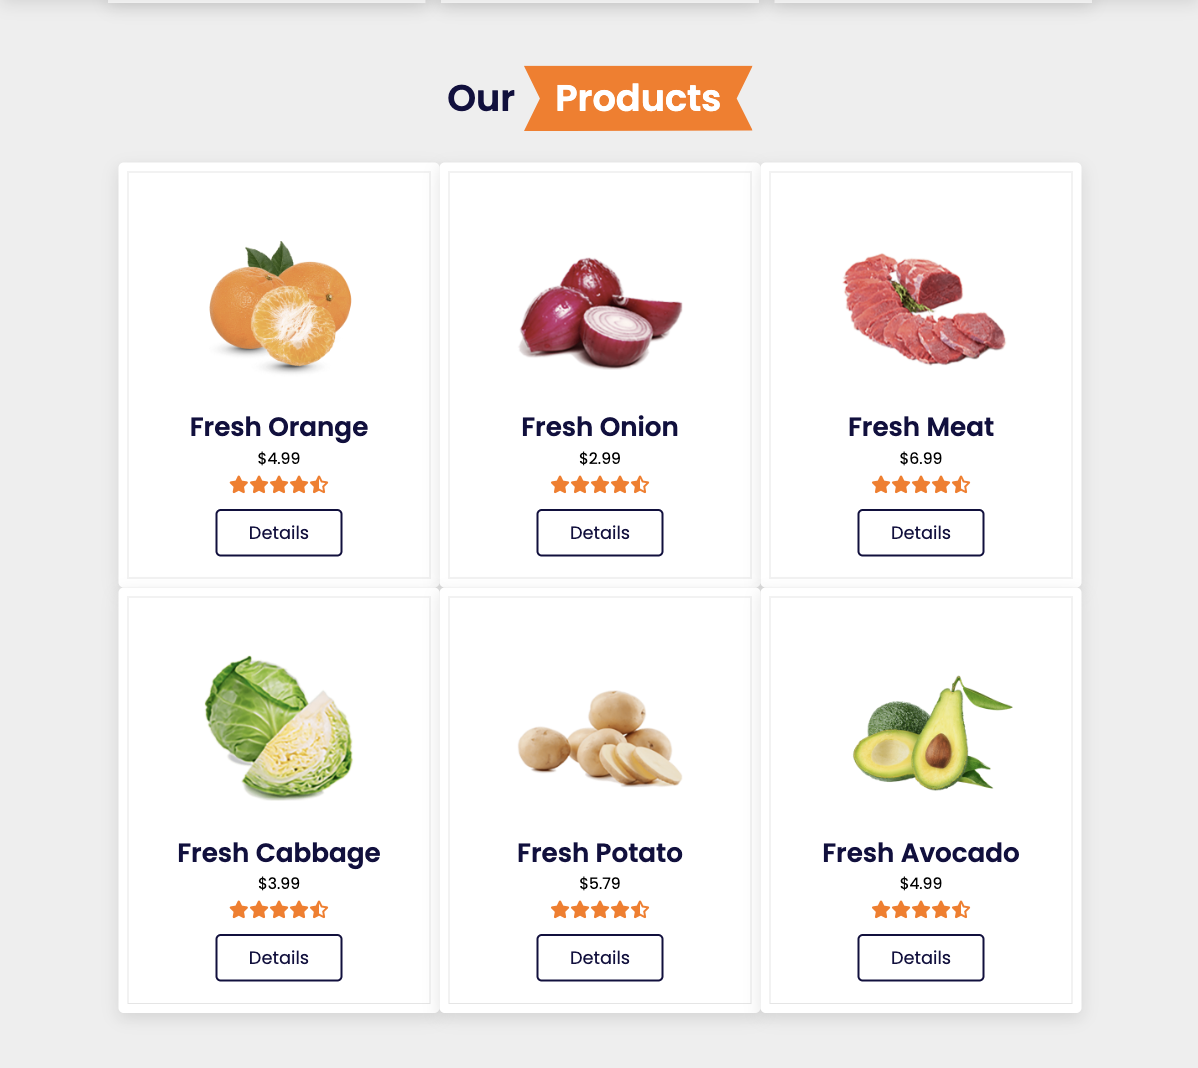 Our Products
Fresh Orange
$4.99
Details
Fresh Onion
$2.99
Details
Fresh Meat
$6.99
Details
Fresh Cabbage
$3.99
Details
Fresh Potato
$5.79
Details
Fresh Avocado
$4.99
Details